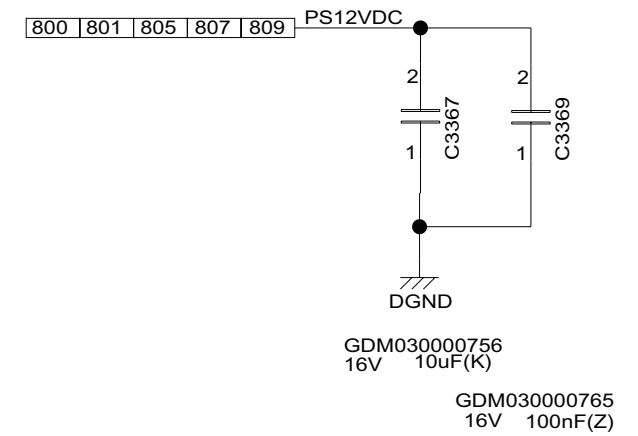 800 801 805 807 809 PS12VDC
2 2
C3367 C3369
1 1
DGND
GDM030000756
16V 10uF(K)
GDM030000765
16V 100nF(Z)